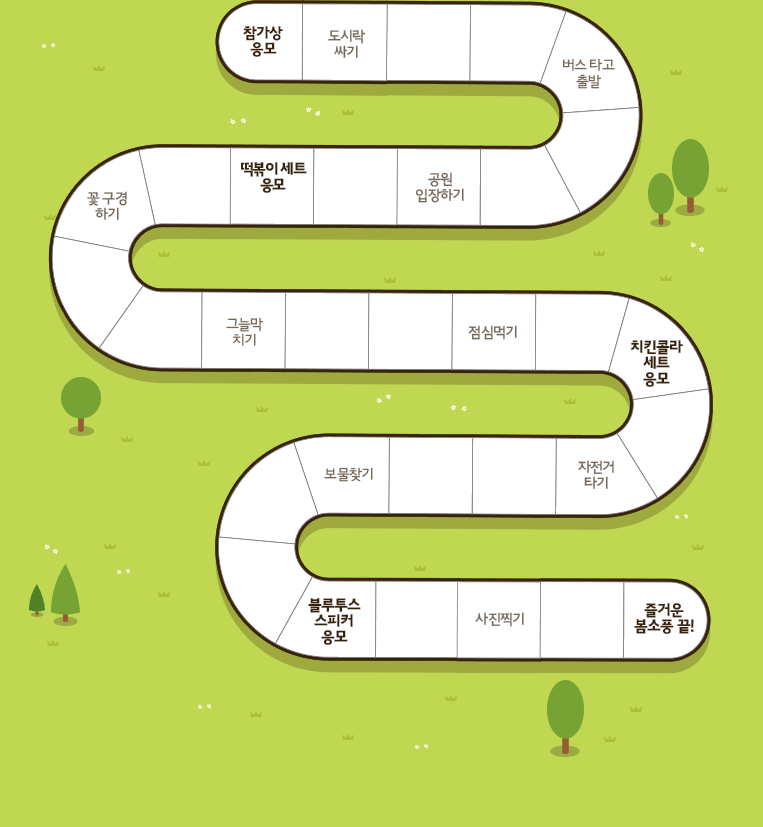 참가상
응모
도시락
싸기
버스 타고
출발
공원
입장하기
떡볶이 세트
응모
꽃 구경
하기
그늘막
치기
점심먹기
치킨콜라
세트
응모
자전거
타기
보물찾기
블루투스
스피커
응모
사진찍기
즐거운
봄소풍 끝!